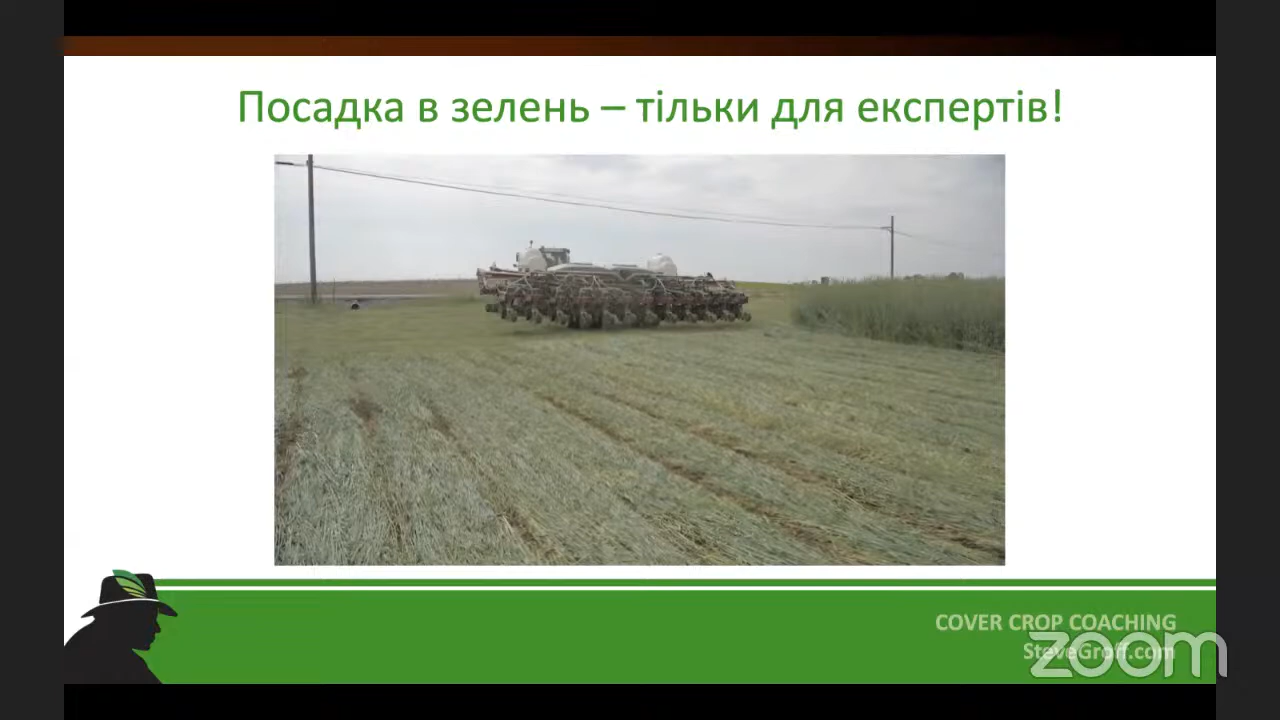 Посадка в зелень – тільки для експертів!
COVER CROP COACHING
SteveGroff.com
zoom